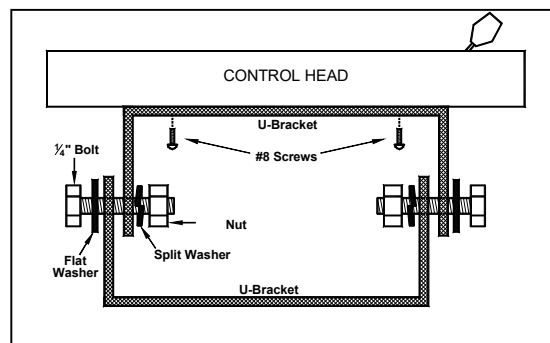 CONTROL HEAD
U-Bracket
#8 Screws
¼" Bolt
Nut
Split Washer
Flat
Washer
U-Bracket